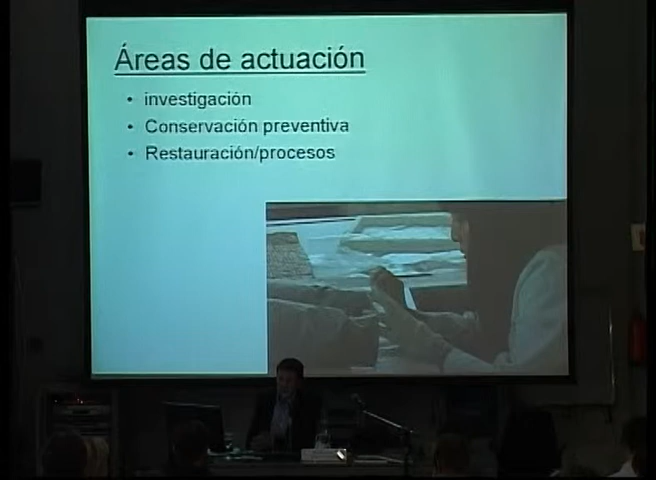 Áreas de actuación
• investigación
• Conservación preventiva
• Restauración/procesos